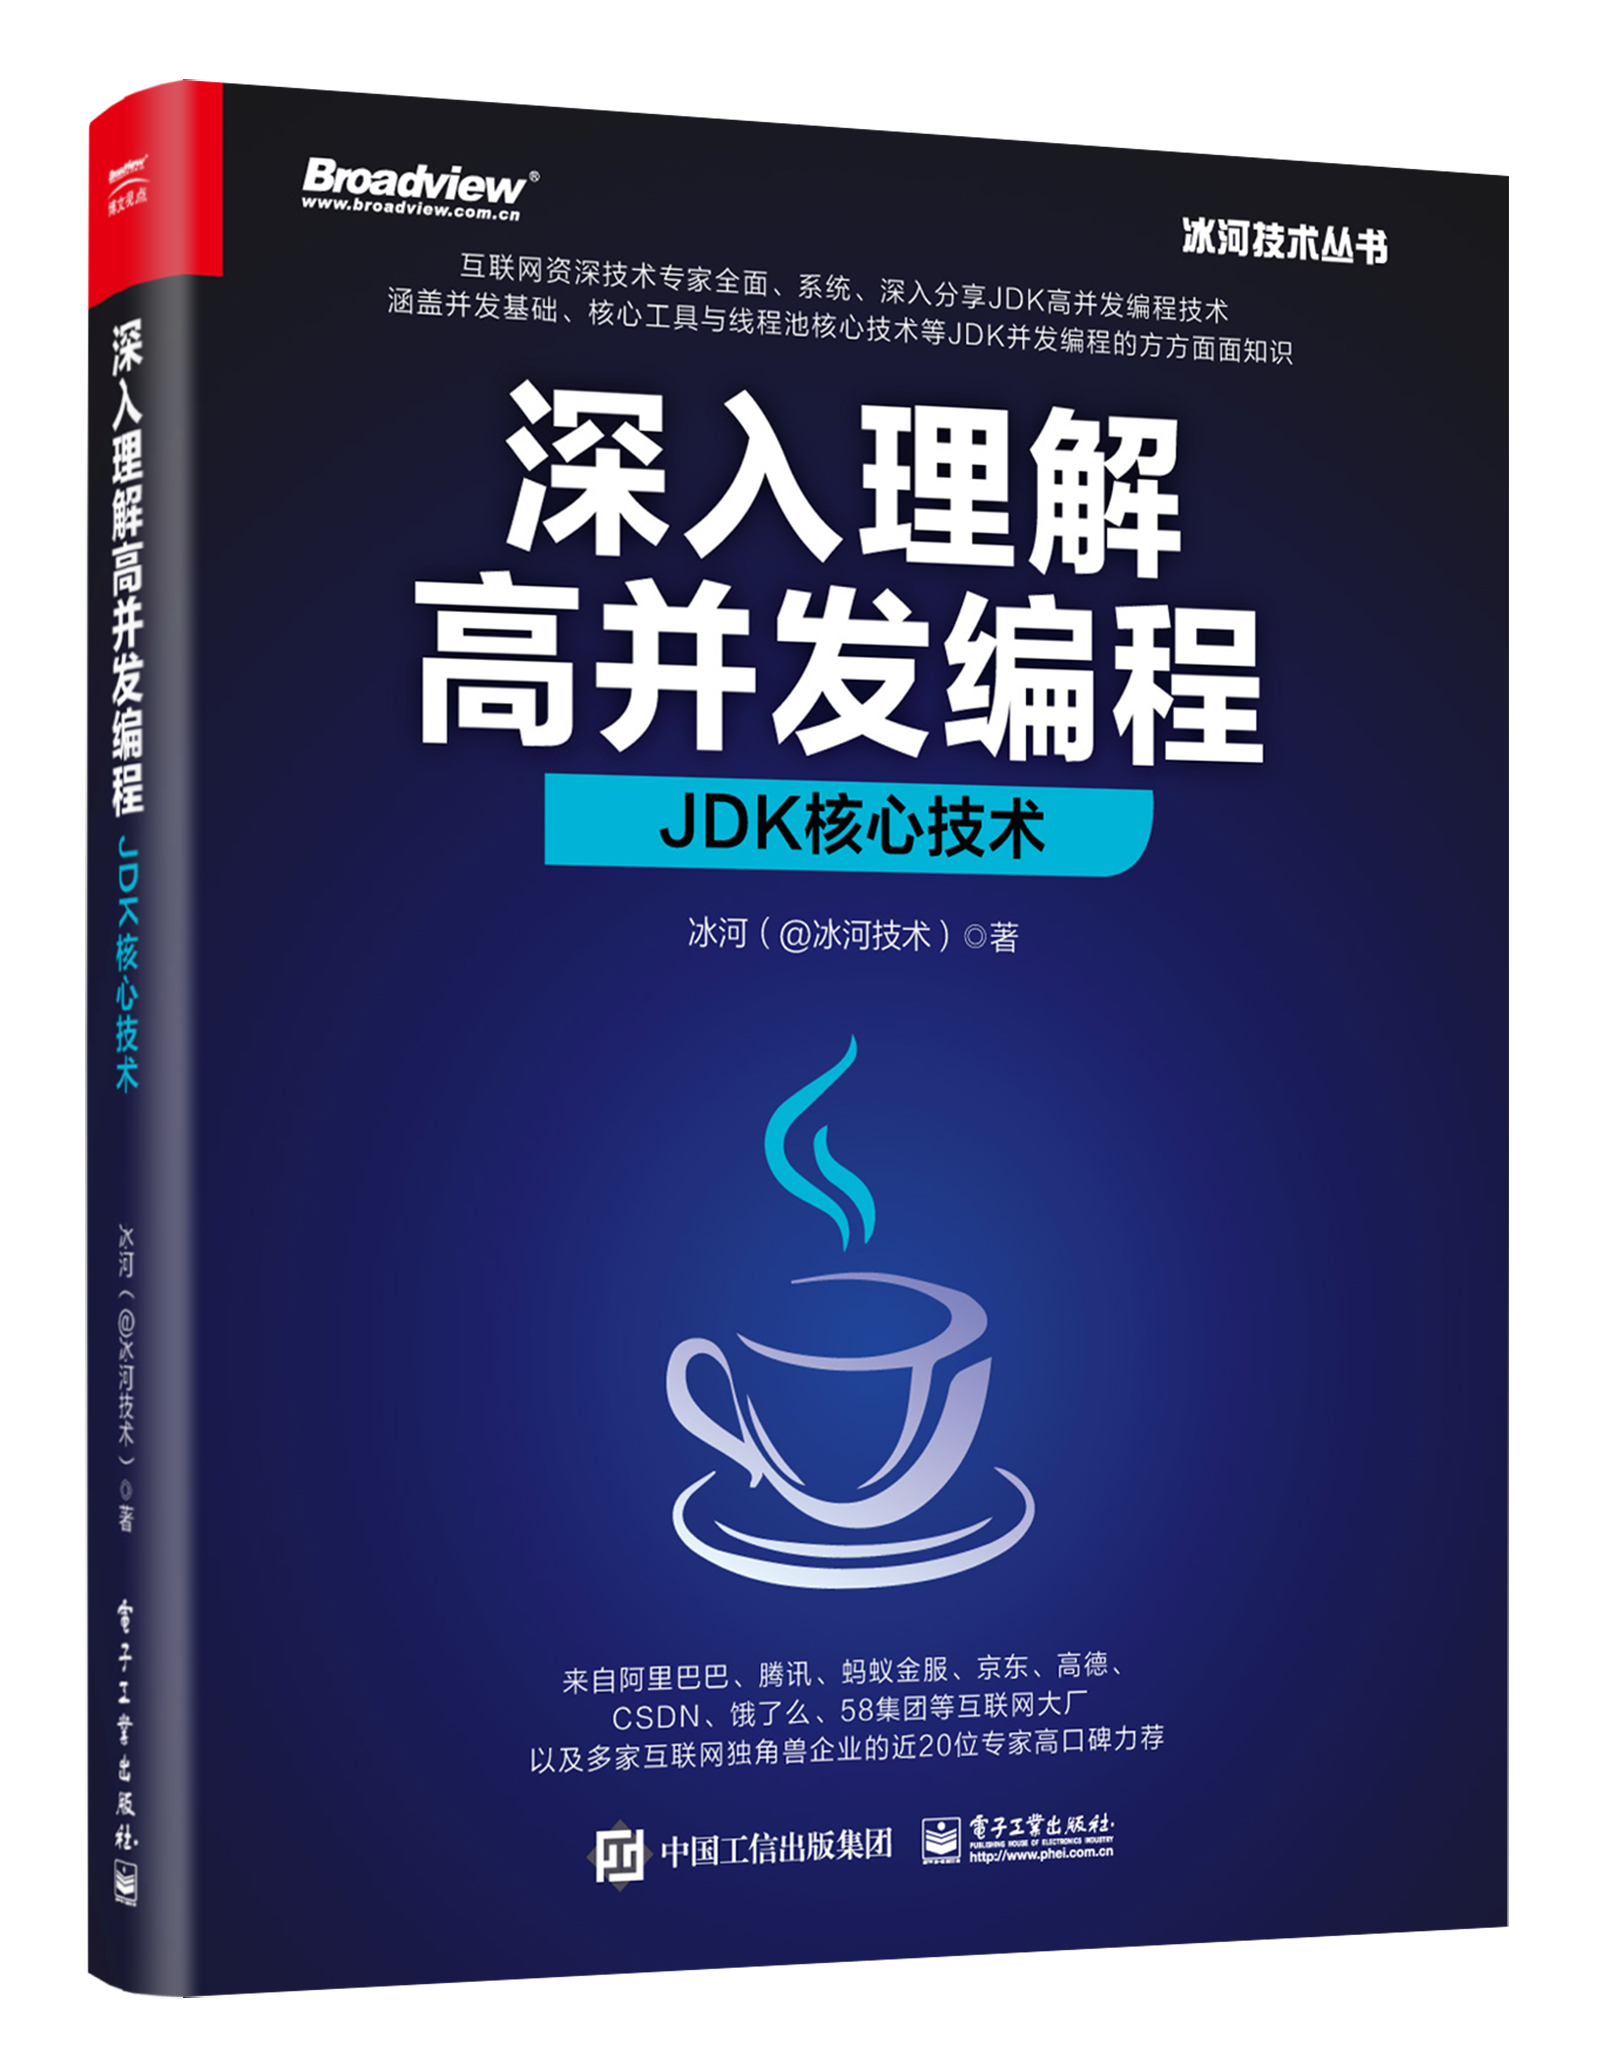 Broadview®
www.broadview.com.cn
冰河技术丛书
互联网资深技术专家全面、系统、深入分享JDK高并发编程技术
涵盖并发基础、核心工具与线程池核心技术等JDK并发编程的方方面面知识
深入理解
高并发编程
JDK核心技术
冰河（@冰河技术）◎著
来自阿里巴巴、腾讯、蚂蚁金服、京东、高德、
CSDN、饿了么、58集团等互联网大厂
以及多家互联网独角兽企业的近20位专家高口碑力荐
中国工信出版集团
電子工業出版社.
PUBLISHING HOUSE OF ELECTRONICS INDUSTRY
http://www.phei.com.cn
Broadview
博文视点
深入理解高并发编程 JDK核心技术
冰河（@冰河技术）◎著
電子工業出版社.